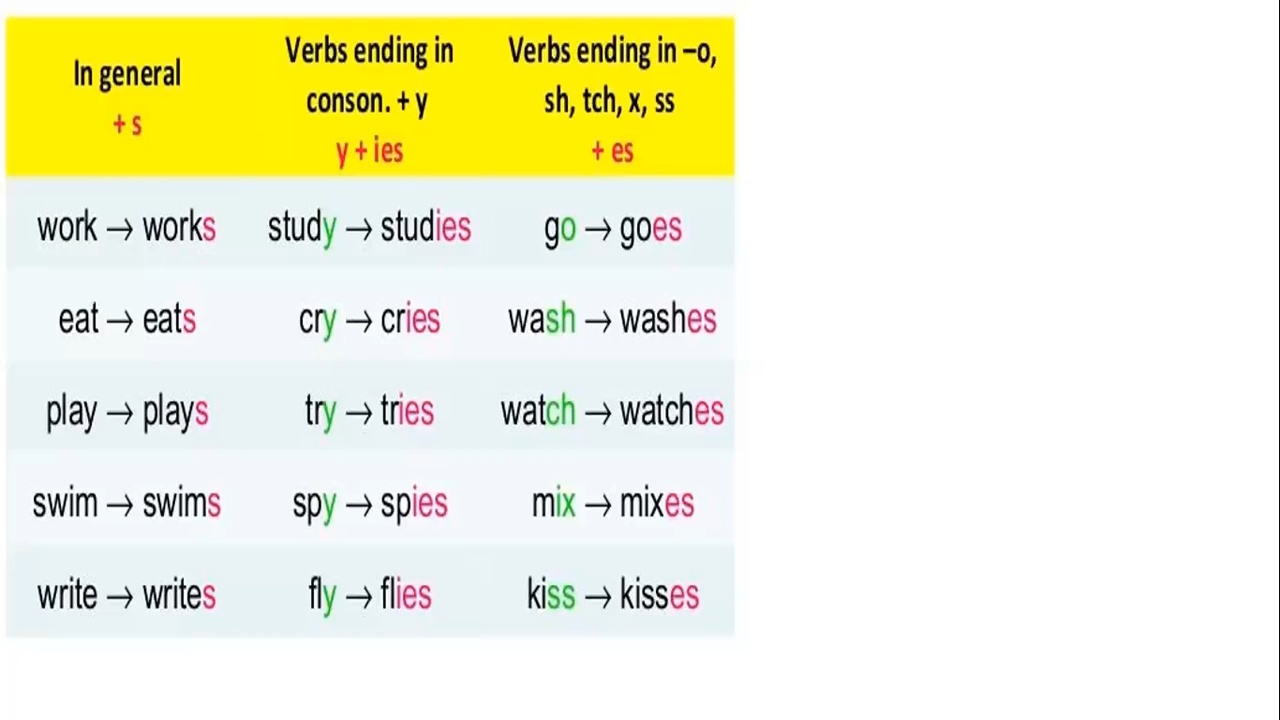 In general
+ s
Verbs ending in
conson. + y
y + ies
Verbs ending in –o,
sh, tch, x, ss
+ es
work → works
study → studies
go → goes
eat → eats
cry → cries
wash → washes
play → plays
try → tries
watch → watches
swim → swims
spy → spies
mix → mixes
write → writes
fly → flies
kiss → kisses